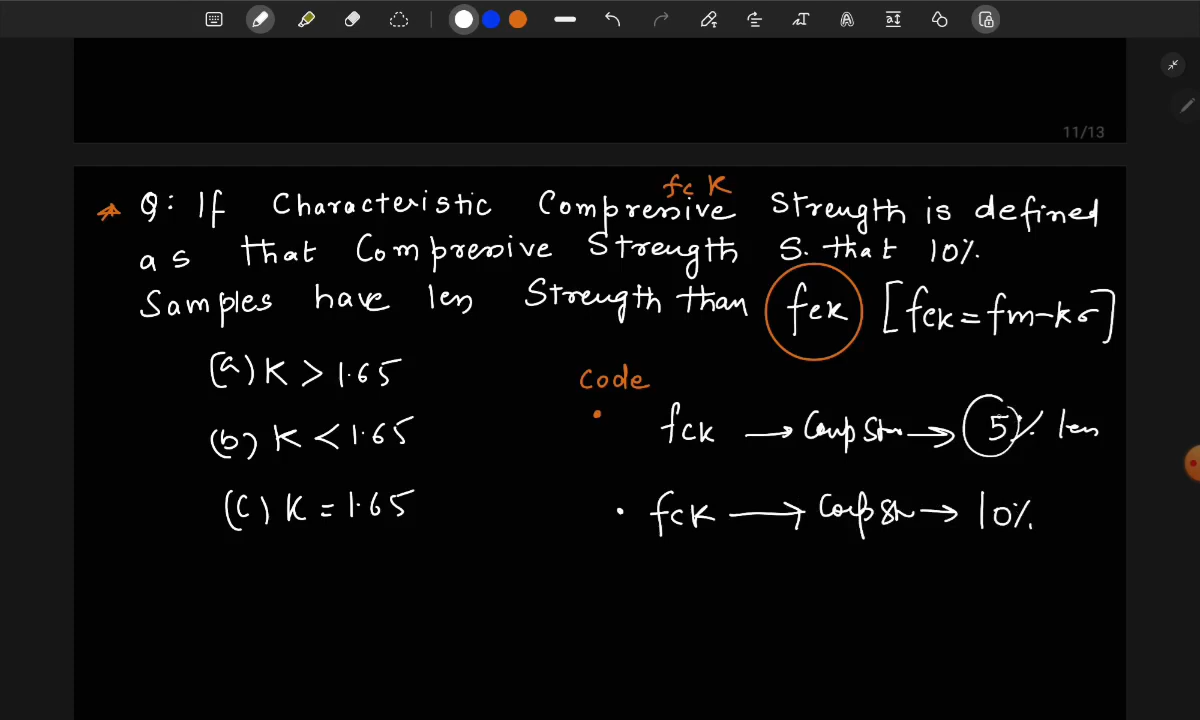 11/13
fck
Q: If Characteristic Compressive Strength is defined
as that Compressive Strength S. that 10%
Samples have less Strength than fck [fck = fm - kσ]
(a) K > 1.65
code
(b) K < 1.65
fck → Comp Str → 5% less
(c) K = 1.65
fck → Comp St → 10%